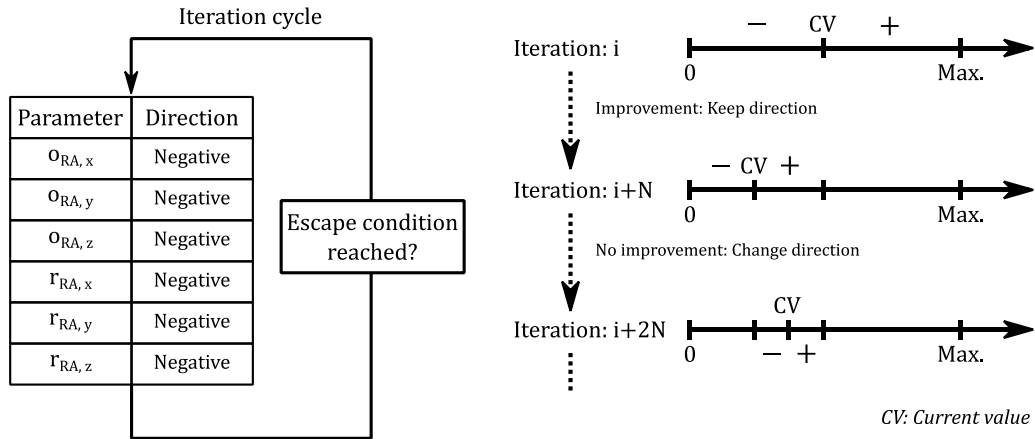 Iteration cycle
Parameter Direction
o_RA, x Negative
o_RA, y Negative
o_RA, z Negative
r_RA, x Negative
r_RA, y Negative
r_RA, z Negative
Escape condition
reached?
− CV +
Iteration: i
0 Max.
Improvement: Keep direction
− CV +
Iteration: i+N
0 Max.
No improvement: Change direction
CV
Iteration: i+2N
0 − + Max.
CV: Current value